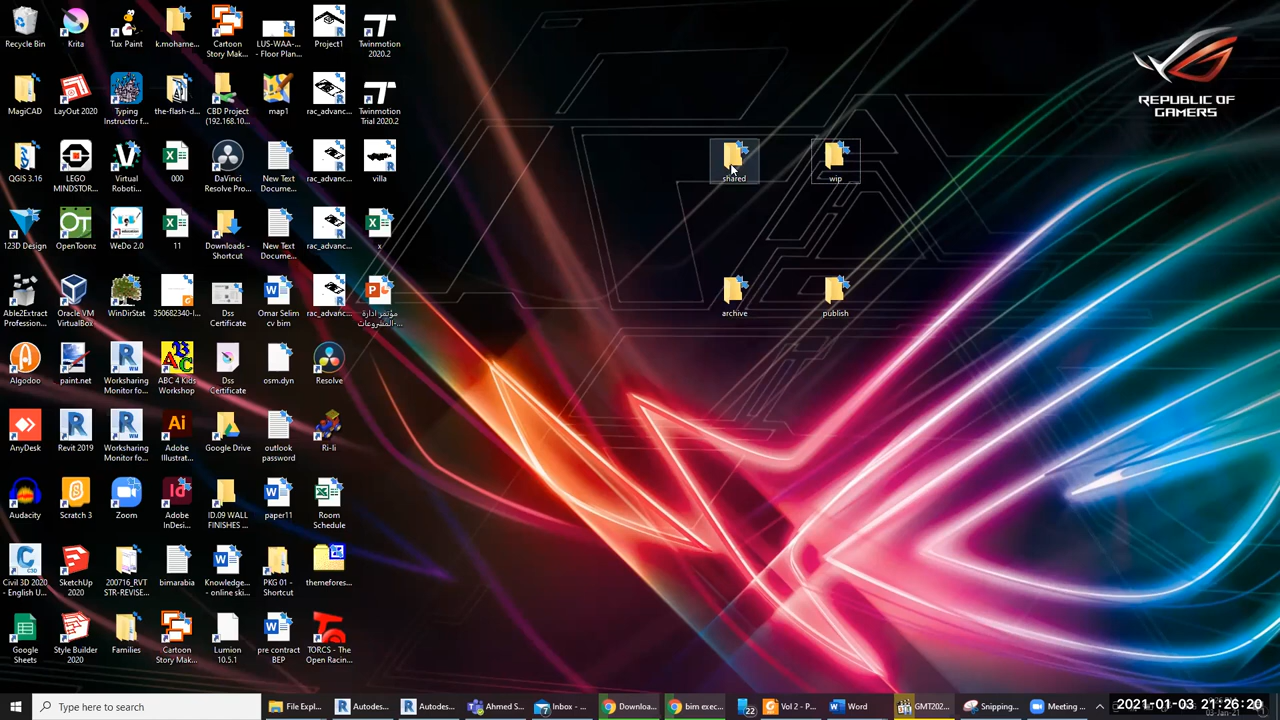 Recycle Bin
Krita
Tux Paint
k.mohame...
Cartoon
Story Mak...
LUS-WAA-...
- Floor Plan...
Project1
Twinmotion
2020.2
REPUBLIC OF
GAMERS
MagiCAD
LayOut 2020
Typing
Instructor f...
the-flash-d...
CBD Project
(192.168.10...
map1
rac_advanc...
Twinmotion
Trial 2020.2
QGIS 3.16
LEGO
MINDSTOR...
Virtual
Roboti...
000
DaVinci
Resolve Pro...
New Text
Docume...
rac_advanc...
villa
shared
wip
123D Design
OpenToonz
WeDo 2.0
11
Downloads -
Shortcut
New Text
Docume...
rac_advanc...
x
Able2Extract
Profession...
Oracle VM
VirtualBox
WinDirStat
350682340-I...
Dss
Certificate
Omar Selim
cv bim
rac_advanc...
مؤتمر ادارة
المشروعات-...
archive
publish
Algodoo
paint.net
Worksharing
Monitor fo...
ABC 4 Kids
Workshop
Dss
Certificate
osm.dyn
Resolve
AnyDesk
Revit 2019
Worksharing
Monitor fo...
Adobe
Illustrat...
Google Drive
outlook
password
Ri-li
Audacity
Scratch 3
Zoom
Adobe
InDesi...
ID.09 WALL
FINISHES ...
paper11
Room
Schedule
Civil 3D 2020
- English U...
SketchUp
2020
200716_RVT
STR-REVISE...
bimarabia
Knowledge...
- online ski...
PKG 01 -
Shortcut
themefores...
Google
Sheets
Style Builder
2020
Families
Cartoon
Story Mak...
Lumion
10.5.1
pre contract
BEP
TORCS - The
Open Racin...
Type here to search
File Expl...
Autodes...
Autodes...
Ahmed S...
Inbox - ...
Downloa...
bim exec...
22
Vol 2 - P...
Word
GMT202...
Snipping...
Meeting ...
2021-01-03 21:26:20